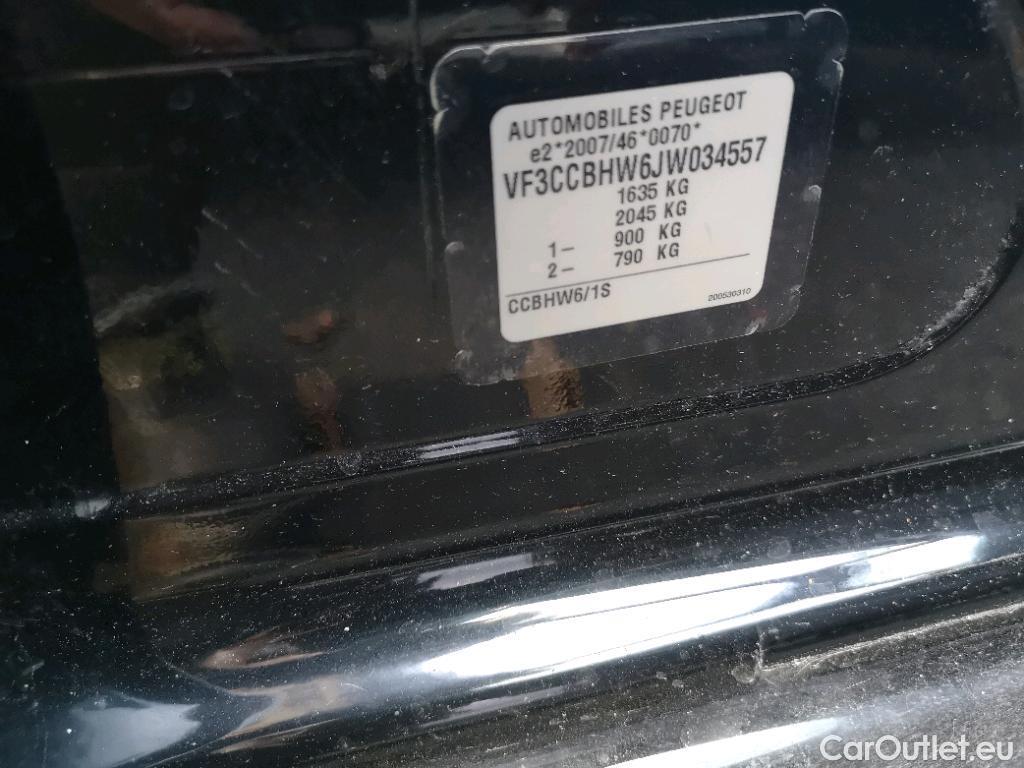 AUTOMOBILES PEUGEOT
e2*2007/46*0070*
VF3CCBHW6JW034557
1635 KG
2045 KG
1- 900 KG
2- 790 KG
CCBHW6/1S 200530310
CarOutlet.eu